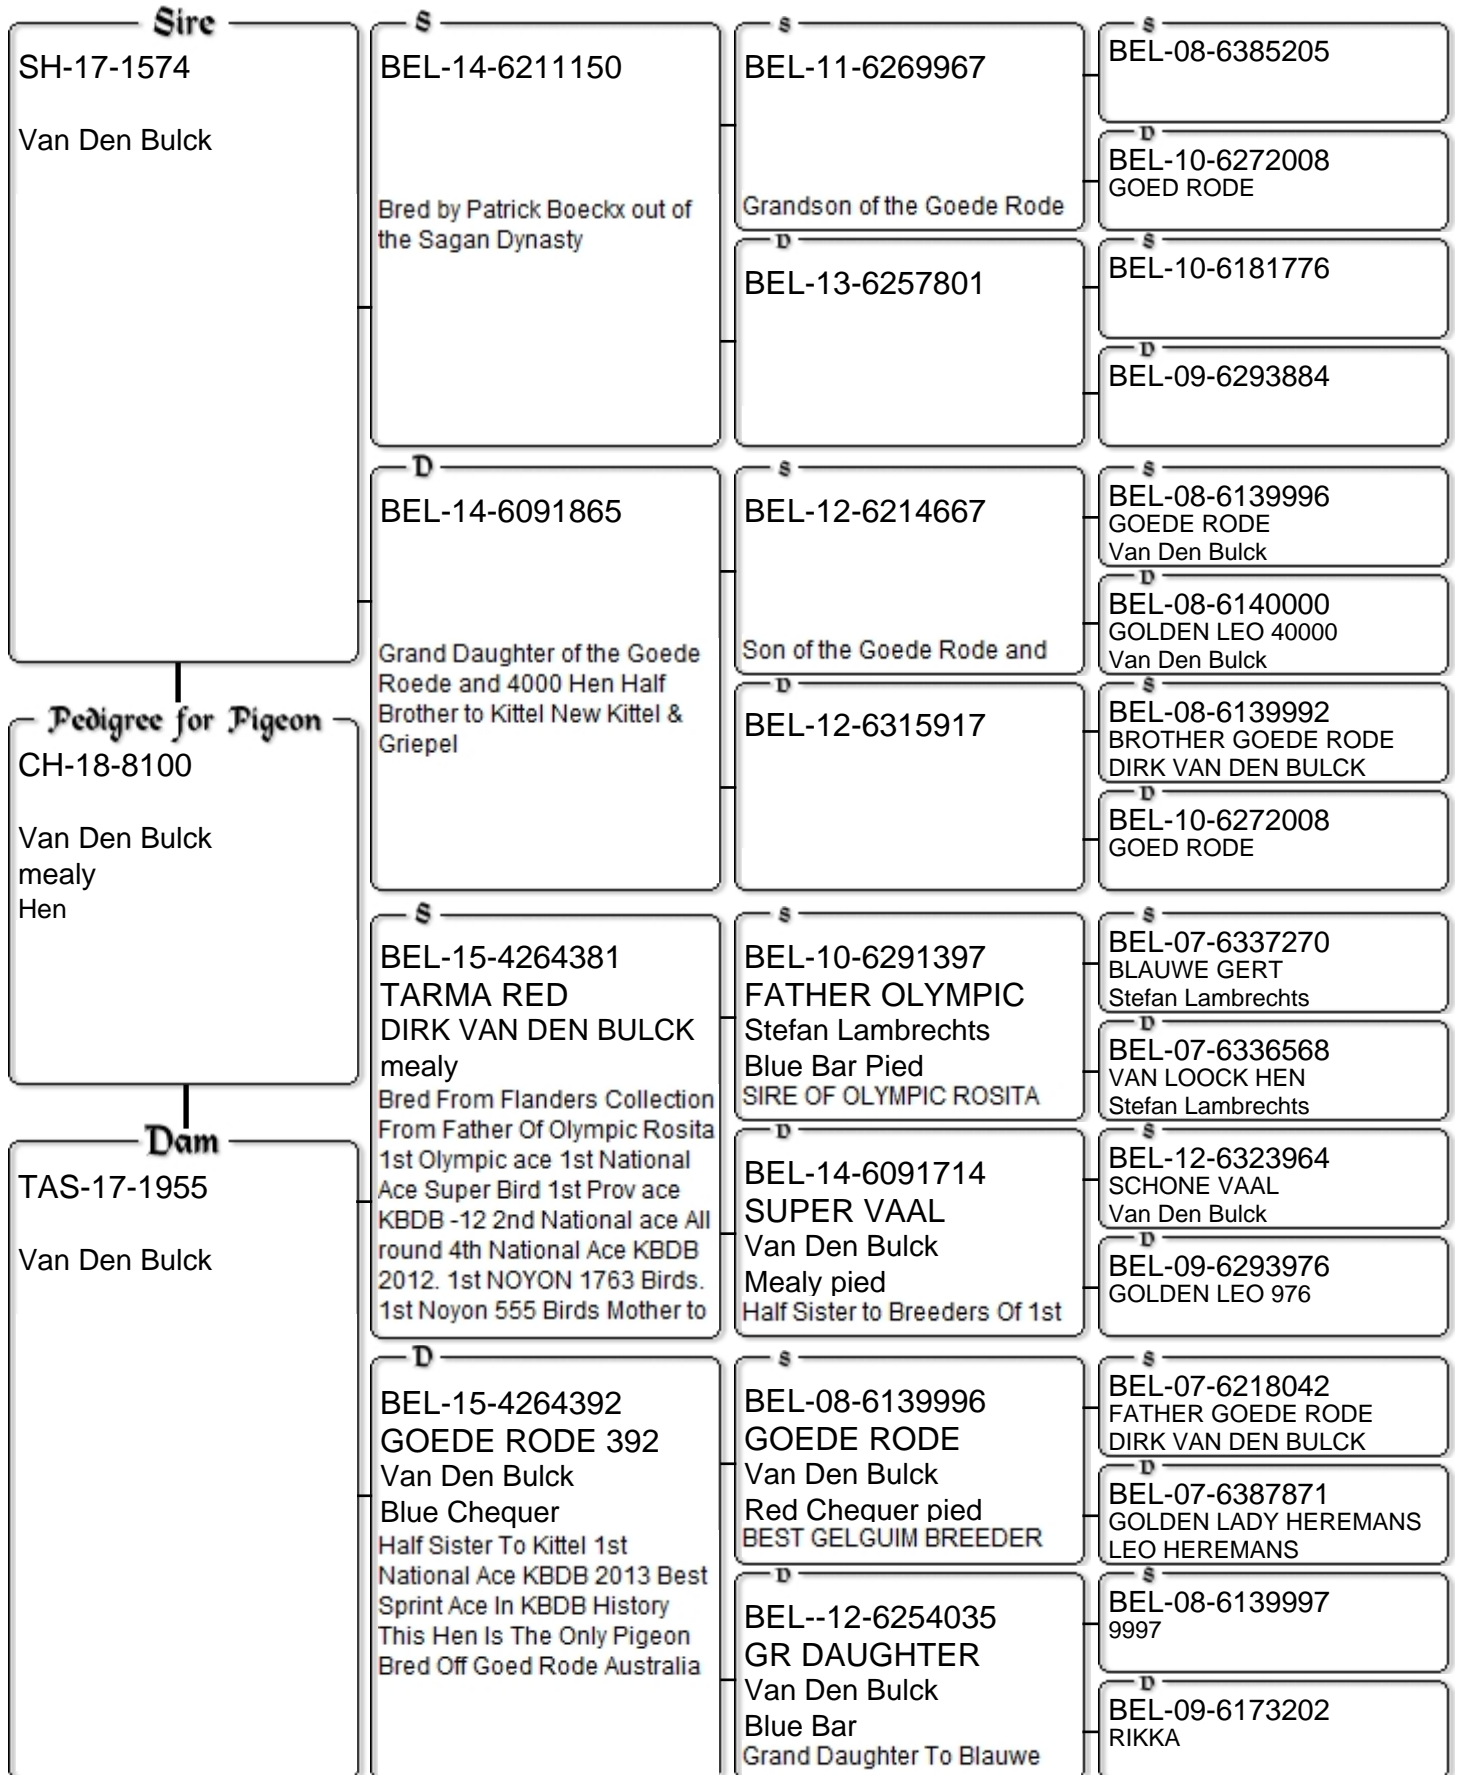 Sire
SH-17-1574
Van Den Bulck
Pedigree for Pigeon
CH-18-8100
Van Den Bulck
mealy
Hen
Dam
TAS-17-1955
Van Den Bulck
S
BEL-14-6211150
Bred by Patrick Boeckx out of
the Sagan Dynasty
D
BEL-14-6091865
Grand Daughter of the Goede
Roede and 4000 Hen Half
Brother to Kittel New Kittel &
Griepel
S
BEL-15-4264381
TARMA RED
DIRK VAN DEN BULCK
mealy
Bred From Flanders Collection
From Father Of Olympic Rosita
1st Olympic ace 1st National
Ace Super Bird 1st Prov ace
KBDB -12 2nd National ace All
round 4th National Ace KBDB
2012. 1st NOYON 1763 Birds.
1st Noyon 555 Birds Mother to
D
BEL-15-4264392
GOEDE RODE 392
Van Den Bulck
Blue Chequer
Half Sister To Kittel 1st
National Ace KBDB 2013 Best
Sprint Ace In KBDB History
This Hen Is The Only Pigeon
Bred Off Goed Rode Australia
S
BEL-11-6269967
Grandson of the Goede Rode
D
BEL-13-6257801
S
BEL-12-6214667
Son of the Goede Rode and
D
BEL-12-6315917
S
BEL-10-6291397
FATHER OLYMPIC
Stefan Lambrechts
Blue Bar Pied
SIRE OF OLYMPIC ROSITA
D
BEL-14-6091714
SUPER VAAL
Van Den Bulck
Mealy pied
Half Sister to Breeders Of 1st
S
BEL-08-6139996
GOEDE RODE
Van Den Bulck
Red Chequer pied
BEST GELGUIM BREEDER
D
BEL--12-6254035
GR DAUGHTER
Van Den Bulck
Blue Bar
Grand Daughter To Blauwe
S
BEL-08-6385205
D
BEL-10-6272008
GOED RODE
S
BEL-10-6181776
D
BEL-09-6293884
S
BEL-08-6139996
GOEDE RODE
Van Den Bulck
D
BEL-08-6140000
GOLDEN LEO 40000
Van Den Bulck
S
BEL-08-6139992
BROTHER GOEDE RODE
DIRK VAN DEN BULCK
D
BEL-10-6272008
GOED RODE
S
BEL-07-6337270
BLAUWE GERT
Stefan Lambrechts
D
BEL-07-6336568
VAN LOOCK HEN
Stefan Lambrechts
S
BEL-12-6323964
SCHONE VAAL
Van Den Bulck
D
BEL-09-6293976
GOLDEN LEO 976
S
BEL-07-6218042
FATHER GOEDE RODE
DIRK VAN DEN BULCK
D
BEL-07-6387871
GOLDEN LADY HEREMANS
LEO HEREMANS
S
BEL-08-6139997
9997
D
BEL-09-6173202
RIKKA